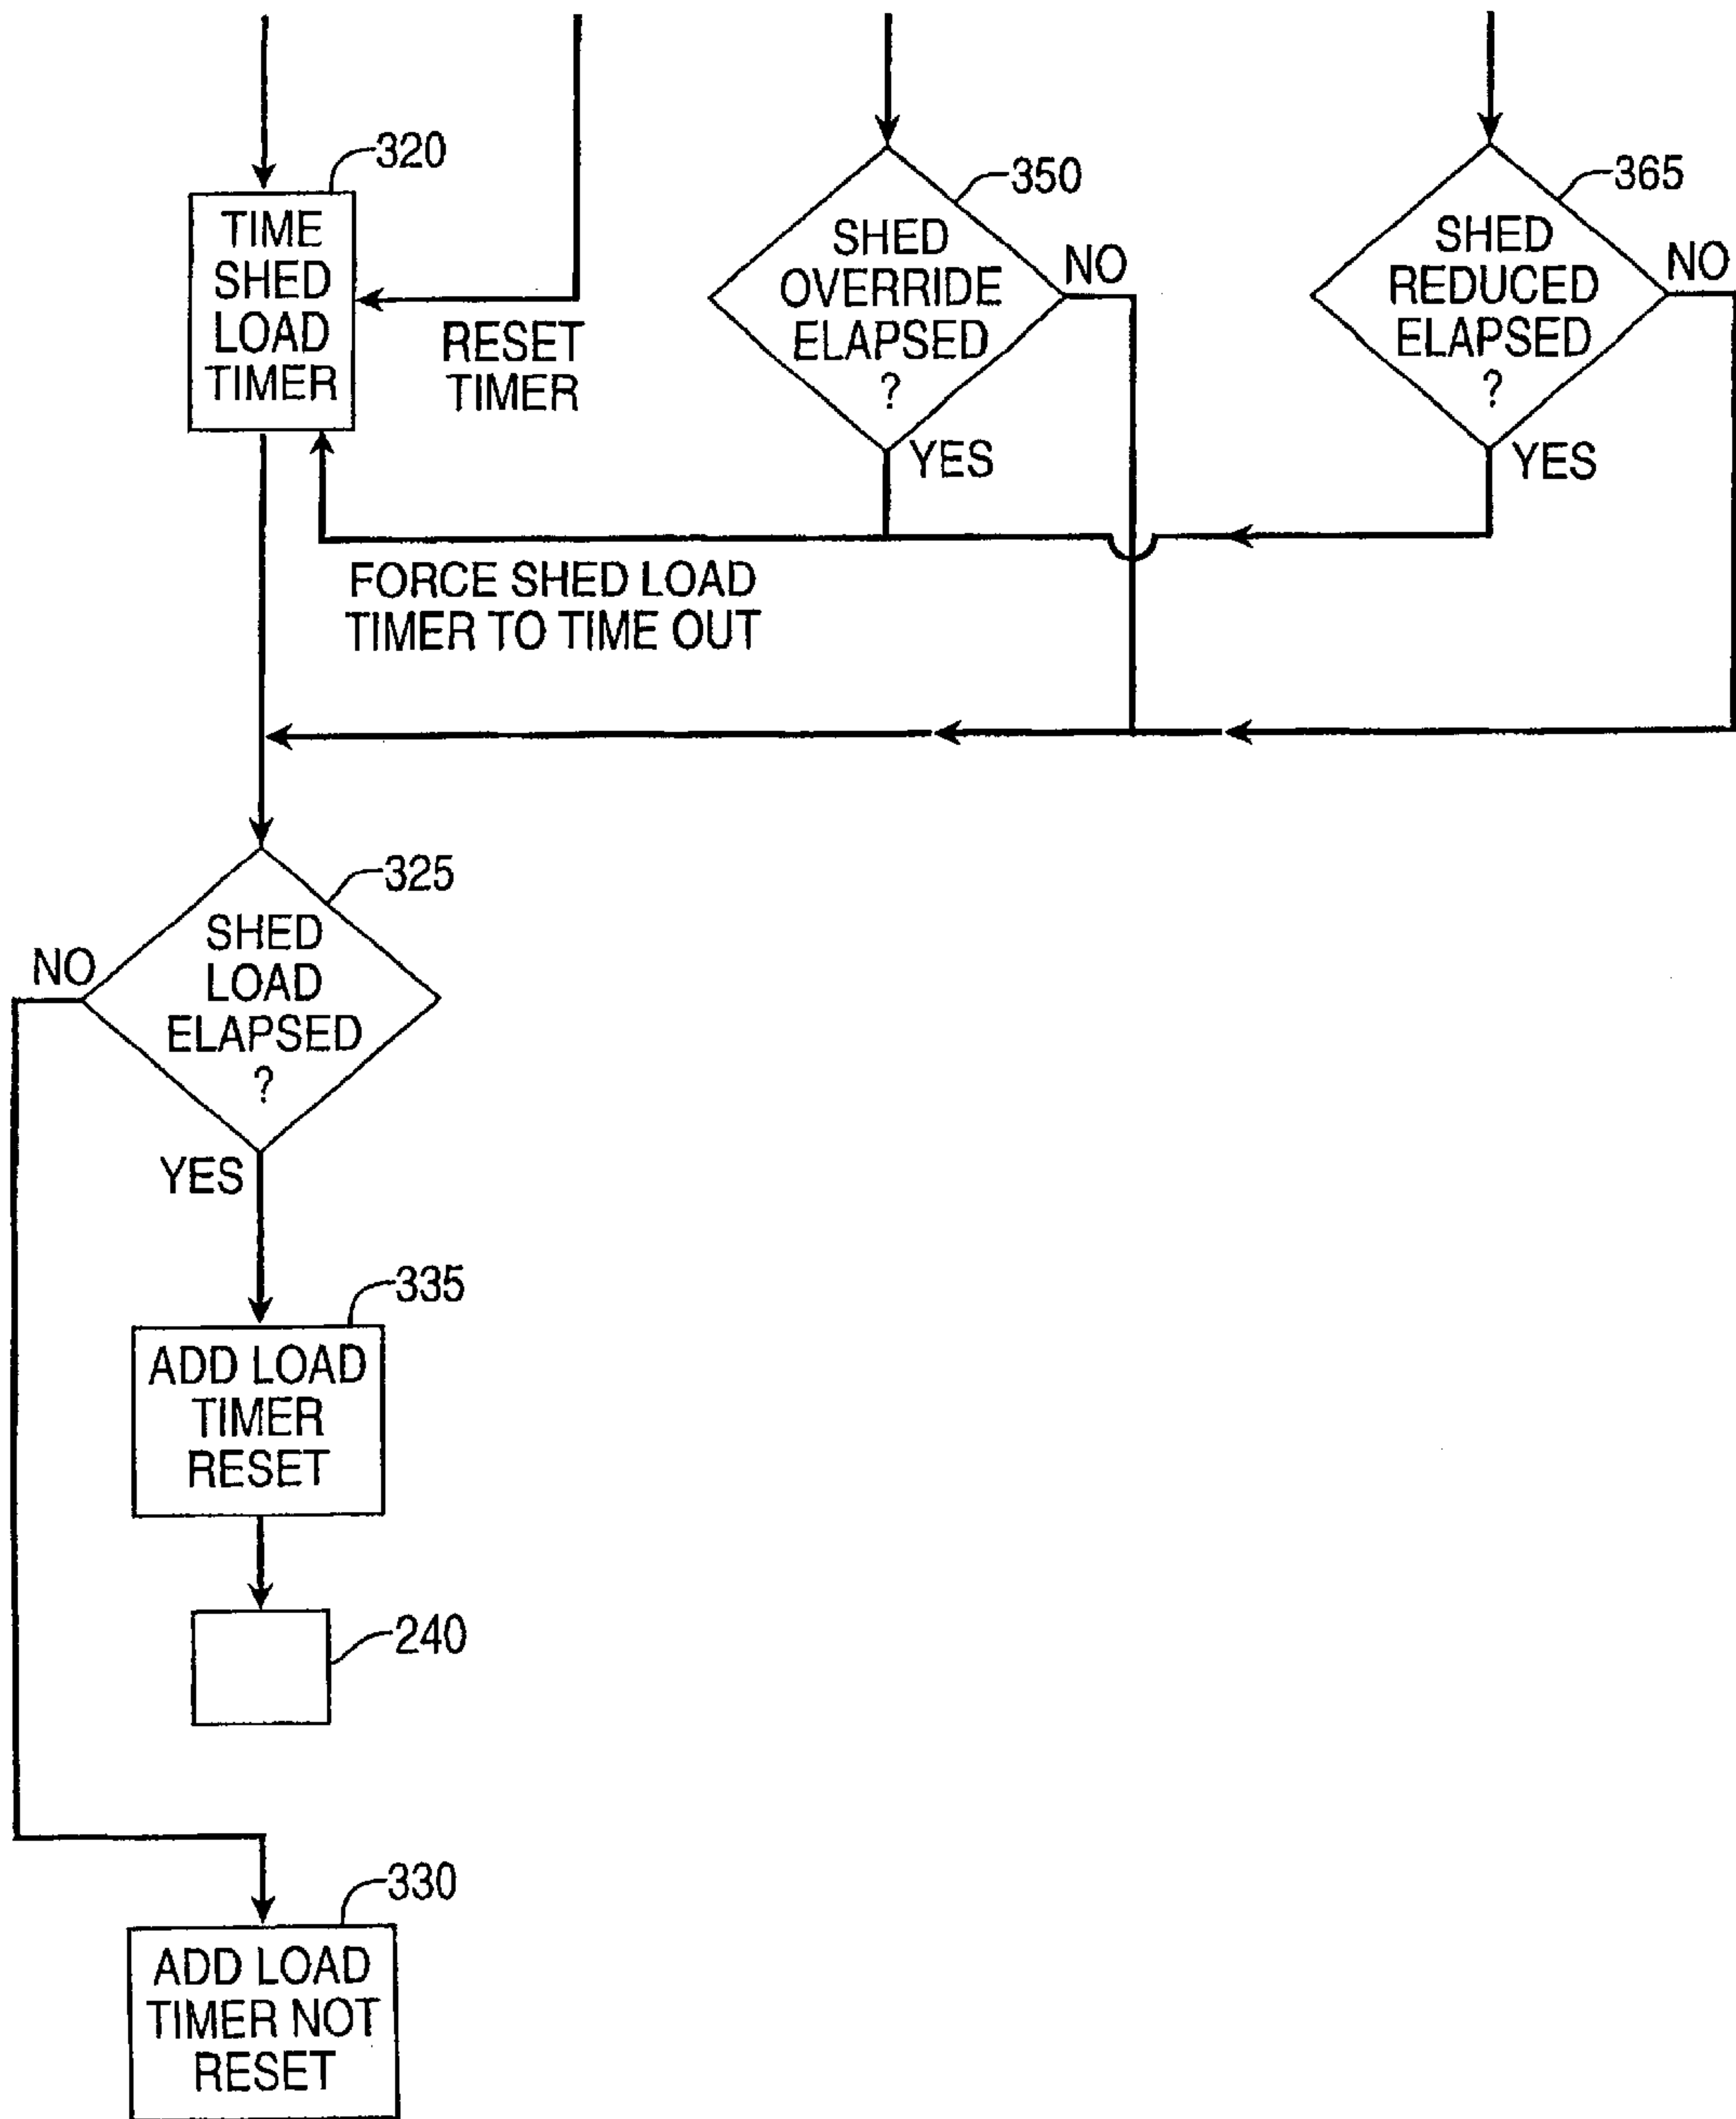 320
TIME
SHED
LOAD
TIMER
RESET
TIMER
350
SHED
OVERRIDE
ELAPSED
?
NO
YES
365
SHED
REDUCED
ELAPSED
?
NO
YES
FORCE SHED LOAD
TIMER TO TIME OUT
325
SHED
LOAD
ELAPSED
?
NO
YES
335
ADD LOAD
TIMER
RESET
240
330
ADD LOAD
TIMER NOT
RESET